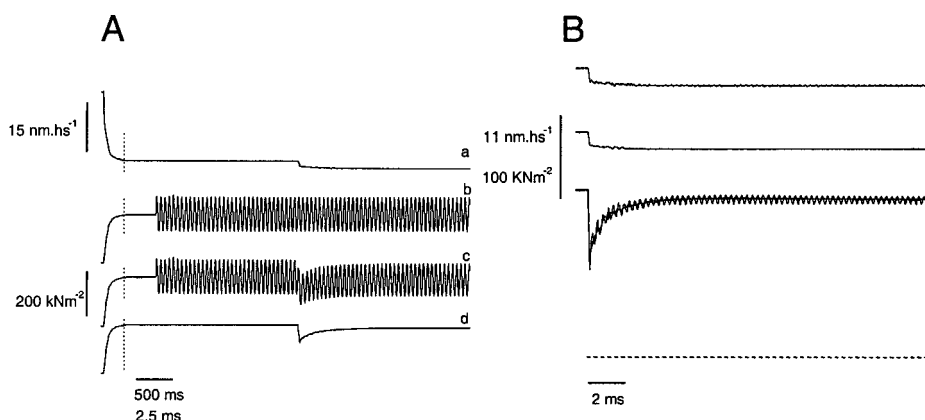 A
B
15 nm.hs-1
a
b
c
200 kNm-2
d
500 ms
2.5 ms
11 nm.hs-1
100 KNm-2
2 ms